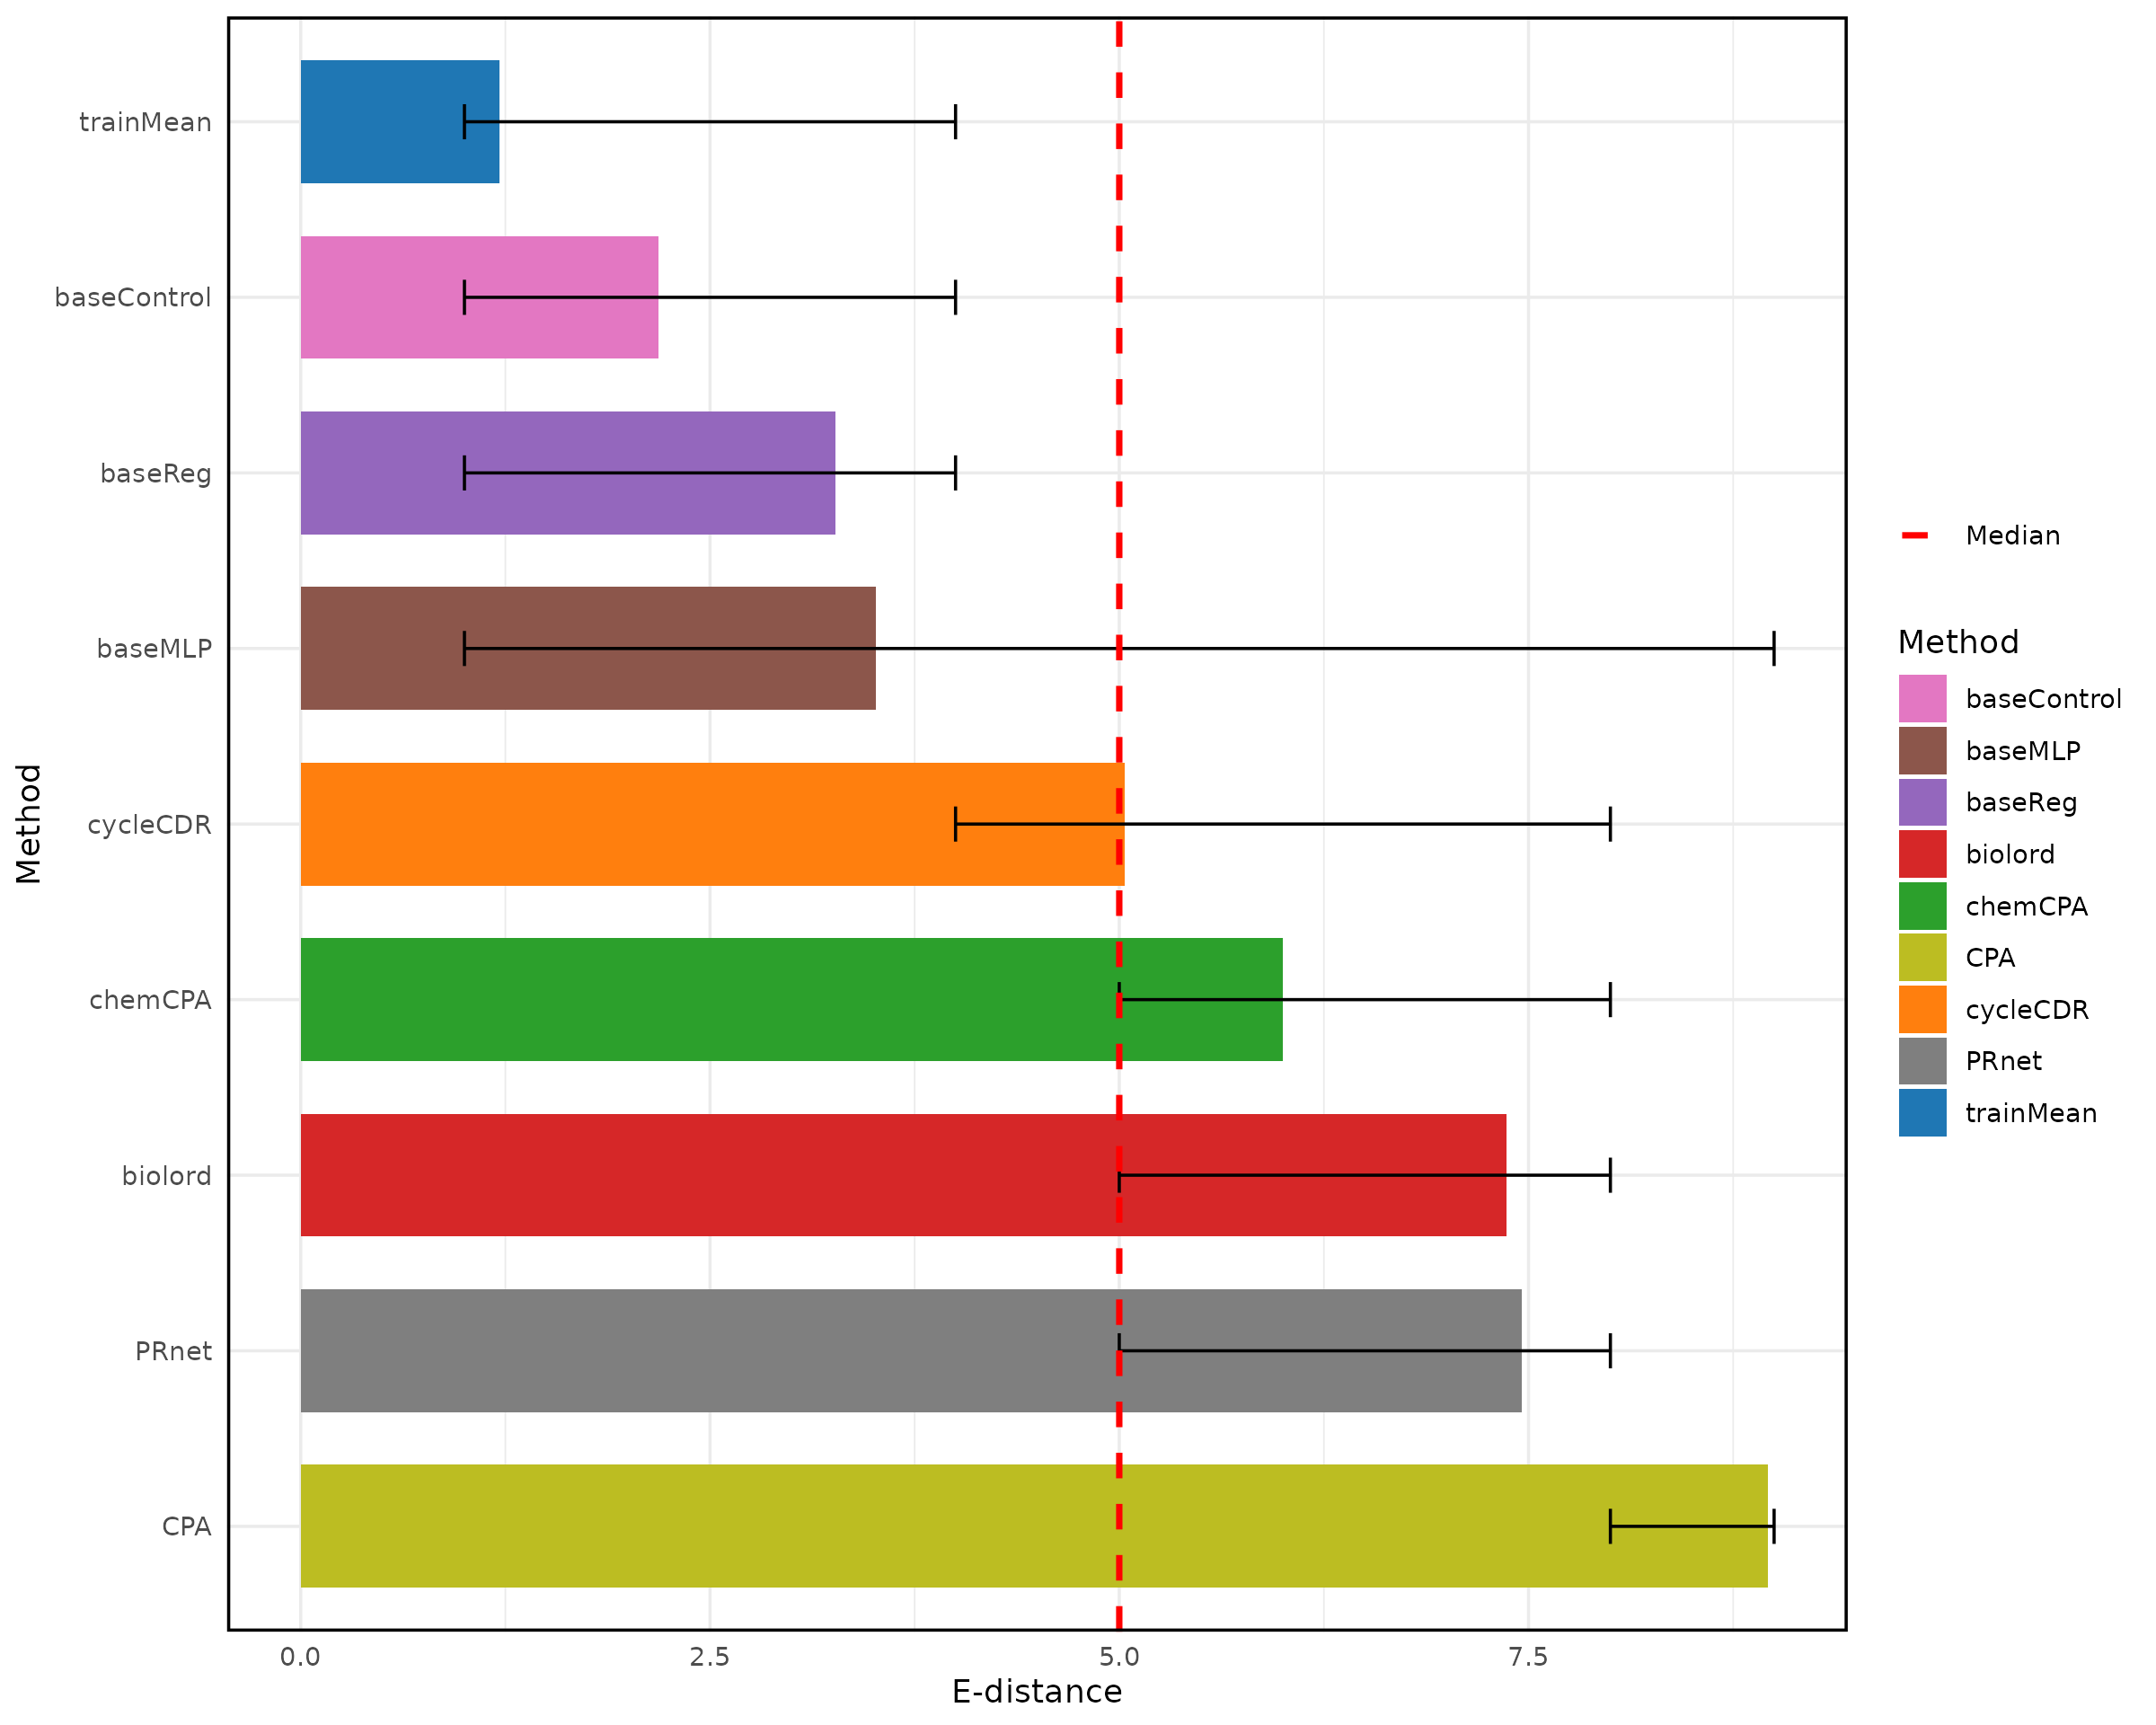 trainMean
baseControl
baseReg
baseMLP
cycleCDR
chemCPA
biolord
PRnet
CPA
Method
0.0 2.5 5.0 7.5
E-distance
Median
Method
baseControl
baseMLP
baseReg
biolord
chemCPA
CPA
cycleCDR
PRnet
trainMean